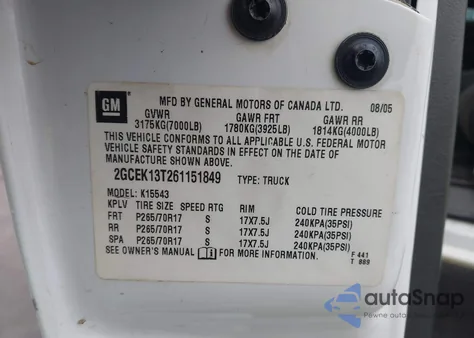 GM
MFD BY GENERAL MOTORS OF CANADA LTD. 08/05
GVWR GAWR FRT GAWR RR
3175KG(7000LB) 1780KG(3925LB) 1814KG(4000LB)
THIS VEHICLE CONFORMS TO ALL APPLICABLE U.S. FEDERAL MOTOR
VEHICLE SAFETY STANDARDS IN EFFECT ON THE DATE OF
MANUFACTURE SHOWN ABOVE.
2GCEK13T261151849 TYPE: TRUCK
MODEL: K15543
KPLV TIRE SIZE SPEED RTG RIM COLD TIRE PRESSURE
FRT P265/70R17 S 17X7.5J 240KPA(35PSI)
RR P265/70R17 S 17X7.5J 240KPA(35PSI)
SPA P265/70R17 S 17X7.5J 240KPA(35PSI)
SEE OWNER'S MANUAL FOR MORE INFORMATION
F 441
T 889
autoSnap
Pewne auto